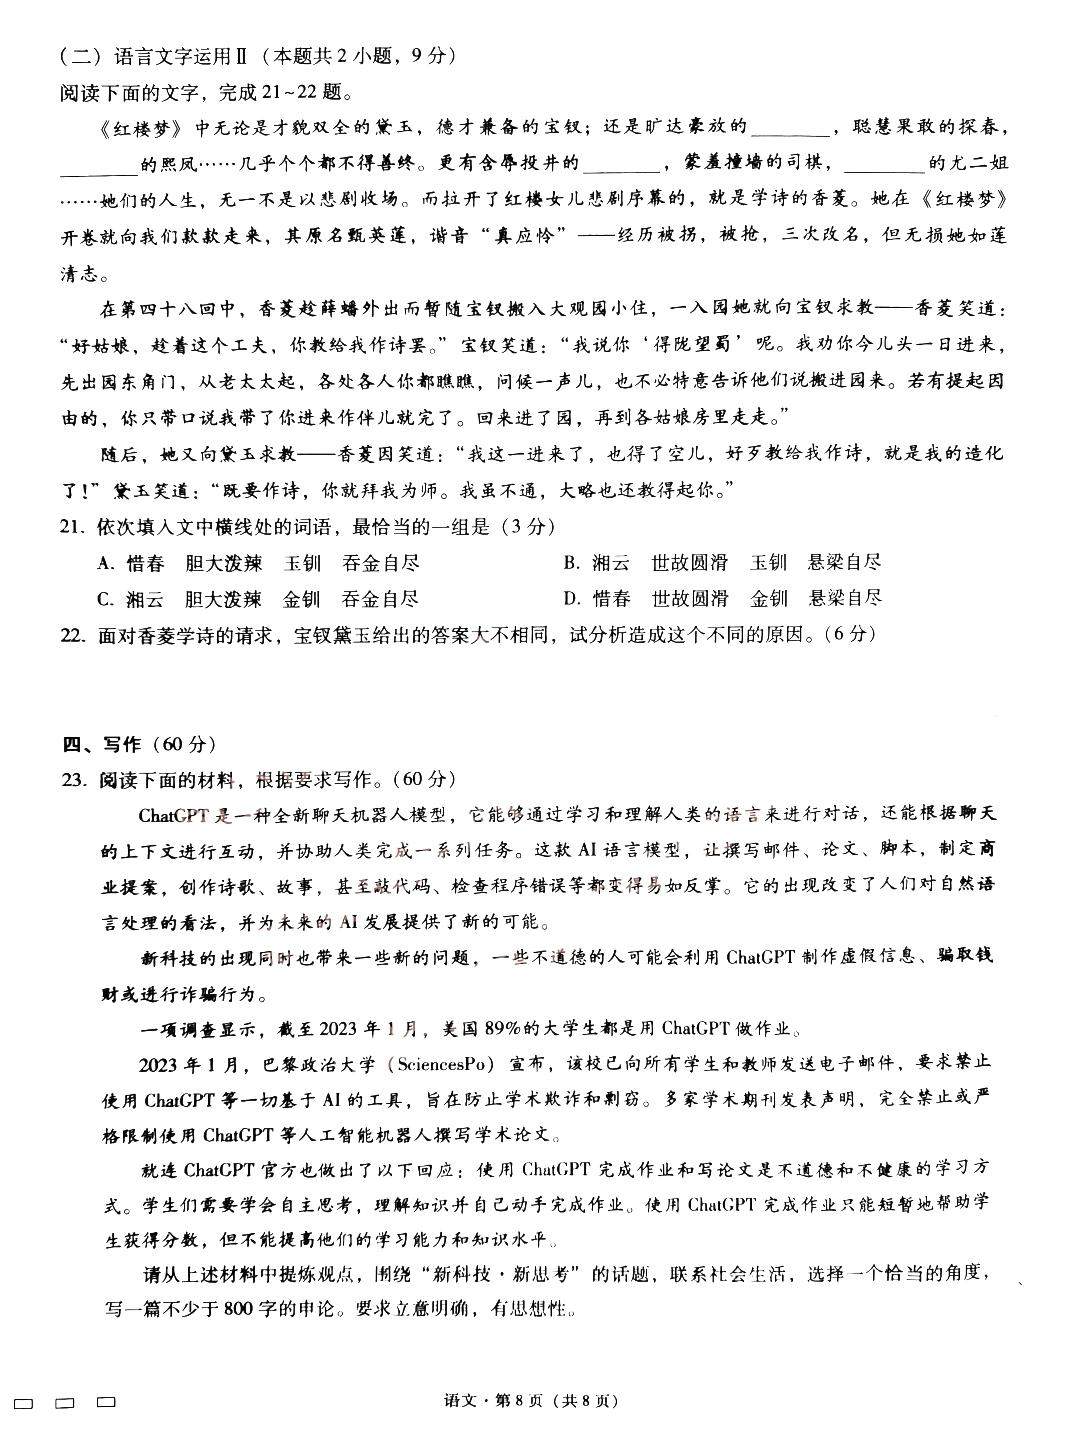 （二）语言文字运用Ⅱ（本题共2小题，9分）
阅读下面的文字，完成21~22题。
《红楼梦》中无论是才貌双全的黛玉，德才兼备的宝钗；还是旷达豪放的________，聪慧果敢的探春，
________的熙凤……几乎个个都不得善终。更有含辱投井的________，蒙羞撞墙的司棋，________的尤二姐
……她们的人生，无一不是以悲剧收场。而拉开了红楼女儿悲剧序幕的，就是学诗的香菱。她在《红楼梦》
开卷就向我们款款走来，其原名甄英莲，谐音“真应怜”——经历被拐，被抢，三次改名，但无损她如莲
清志。
在第四十八回中，香菱趁薛蟠外出而暂随宝钗搬入大观园小住，一入园她就向宝钗求教——香菱笑道：
“好姑娘，趁着这个工夫，你教给我作诗罢。”宝钗笑道：“我说你‘得陇望蜀’呢。我劝你今儿头一日进来，
先出园东角门，从老太太起，各处各人你都瞧瞧，问候一声儿，也不必特意告诉他们说搬进园来。若有提起因
由的，你只带口说我带了你进来作伴儿就完了。回来进了园，再到各姑娘房里走走。”
随后，她又向黛玉求教——香菱因笑道：“我这一进来了，也得了空儿，好歹教给我作诗，就是我的造化
了！”黛玉笑道：“既要作诗，你就拜我为师。我虽不通，大略也还教得起你。”
21. 依次填入文中横线处的词语，最恰当的一组是（3分）
A. 惜春 胆大泼辣 玉钏 吞金自尽 B. 湘云 世故圆滑 玉钏 悬梁自尽
C. 湘云 胆大泼辣 金钏 吞金自尽 D. 惜春 世故圆滑 金钏 悬梁自尽
22. 面对香菱学诗的请求，宝钗黛玉给出的答案大不相同，试分析造成这个不同的原因。（6分）
四、写作（60分）
23. 阅读下面的材料，根据要求写作。（60分）
ChatGPT是一种全新聊天机器人模型，它能够通过学习和理解人类的语言来进行对话，还能根据聊天
的上下文进行互动，并协助人类完成一系列任务。这款AI语言模型，让撰写邮件、论文、脚本，制定商
业提案，创作诗歌、故事，甚至敲代码、检查程序错误等都变得易如反掌。它的出现改变了人们对自然语
言处理的看法，并为未来的AI发展提供了新的可能。
新科技的出现同时也带来一些新的问题，一些不道德的人可能会利用ChatGPT制作虚假信息、骗取钱
财或进行诈骗行为。
一项调查显示，截至2023年1月，美国89%的大学生都是用ChatGPT做作业。
2023年1月，巴黎政治大学（SciencesPo）宣布，该校已向所有学生和教师发送电子邮件，要求禁止
使用ChatGPT等一切基于AI的工具，旨在防止学术欺诈和剽窃。多家学术期刊发表声明，完全禁止或严
格限制使用ChatGPT等人工智能机器人撰写学术论文。
就连ChatGPT官方也做出了以下回应：使用ChatGPT完成作业和写论文是不道德和不健康的学习方
式。学生们需要学会自主思考，理解知识并自己动手完成作业。使用ChatGPT完成作业只能短暂地帮助学
生获得分数，但不能提高他们的学习能力和知识水平。
请从上述材料中提炼观点，围绕“新科技·新思考”的话题，联系社会生活，选择一个恰当的角度，
写一篇不少于800字的申论。要求立意明确，有思想性。
语文·第8页（共8页）